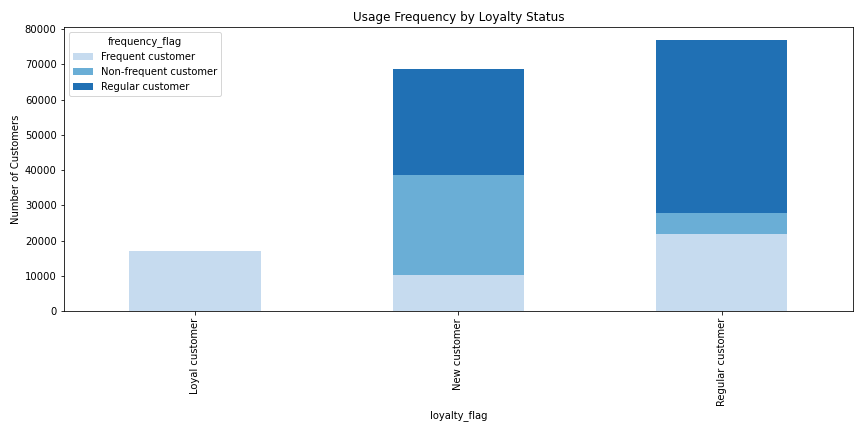 Usage Frequency by Loyalty Status
frequency_flag
Frequent customer
Non-frequent customer
Regular customer
Number of Customers
80000
70000
60000
50000
40000
30000
20000
10000
0
Loyal customer
New customer
Regular customer
loyalty_flag